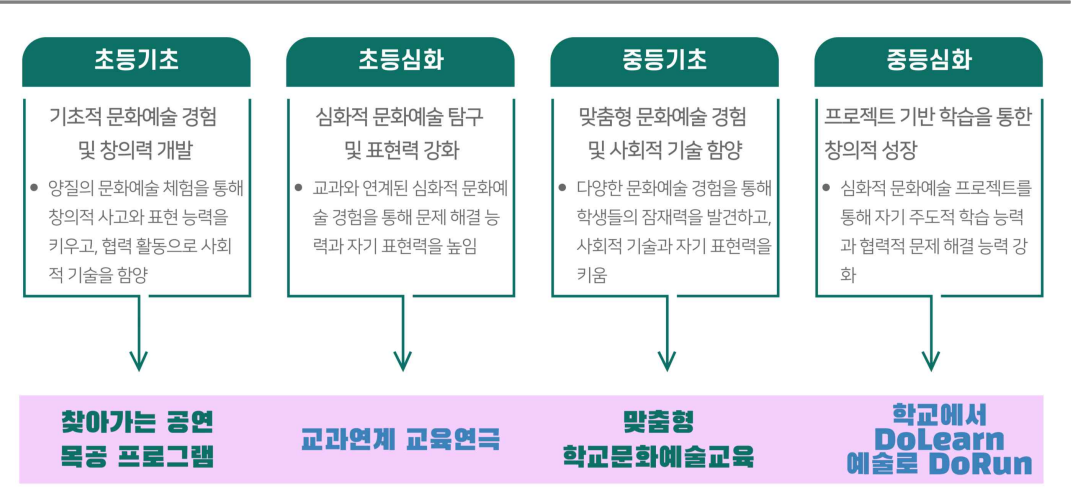 초등기초
기초적 문화예술 경험
및 창의력 개발
• 양질의 문화예술 체험을 통해
창의적 사고와 표현 능력을
키우고, 협력 활동으로 사회
적 기술을 함양
찾아가는 공연
목공 프로그램
초등심화
심화적 문화예술 탐구
및 표현력 강화
• 교과와 연계된 심화적 문화예
술 경험을 통해 문제 해결 능
력과 자기 표현력을 높임
교과연계 교육연극
중등기초
맞춤형 문화예술 경험
및 사회적 기술 함양
• 다양한 문화예술 경험을 통해
학생들의 잠재력을 발견하고,
사회적 기술과 자기 표현력을
키움
맞춤형
학교문화예술교육
중등심화
프로젝트 기반 학습을 통한
창의적 성장
• 심화적 문화예술 프로젝트를
통해 자기 주도적 학습 능력
과 협력적 문제 해결 능력 강
화
학교에서
DoLearn
예술로 DoRun